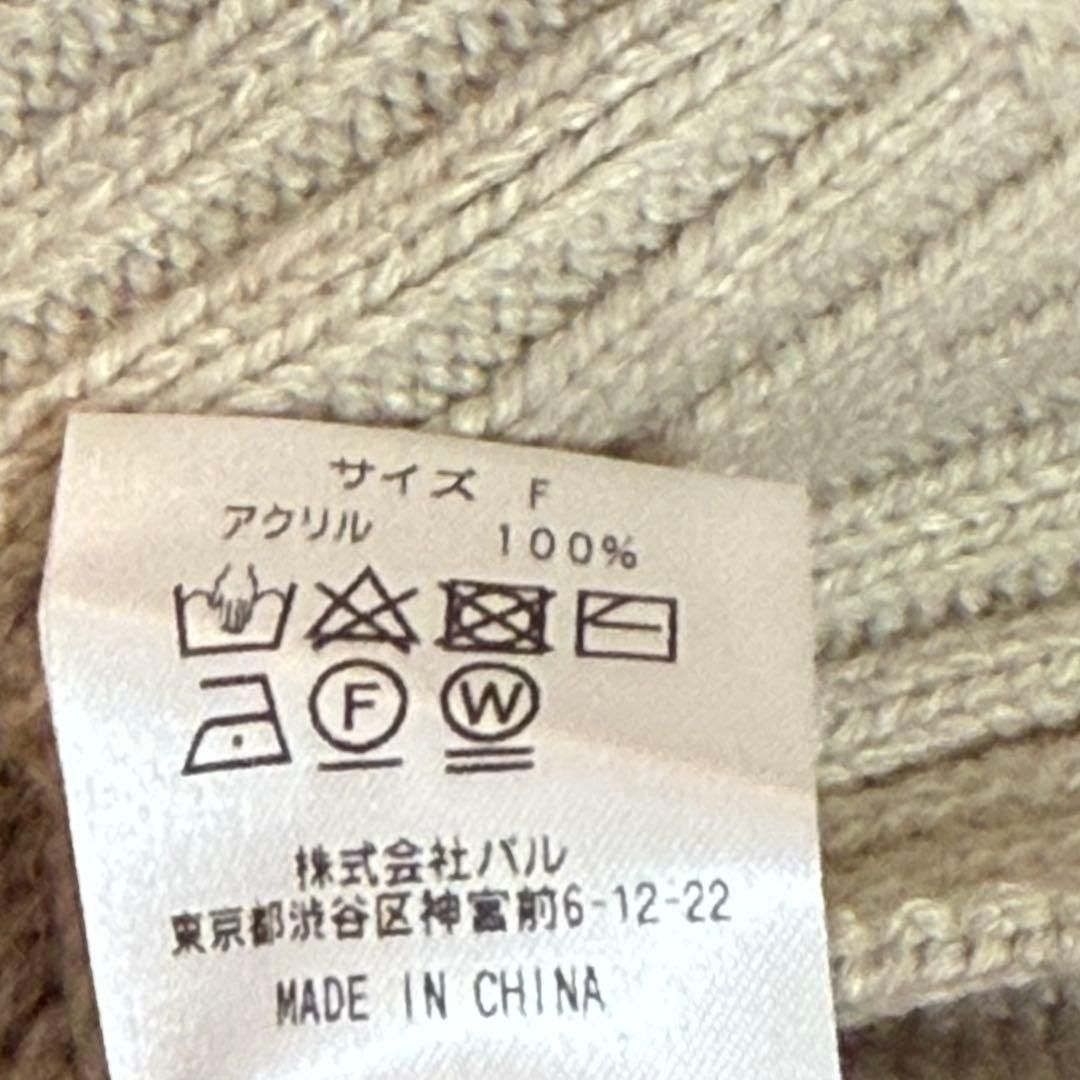 サイズ F
アクリル 100%
F W
株式会社パル
東京都渋谷区神宮前6-12-22
MADE IN CHINA